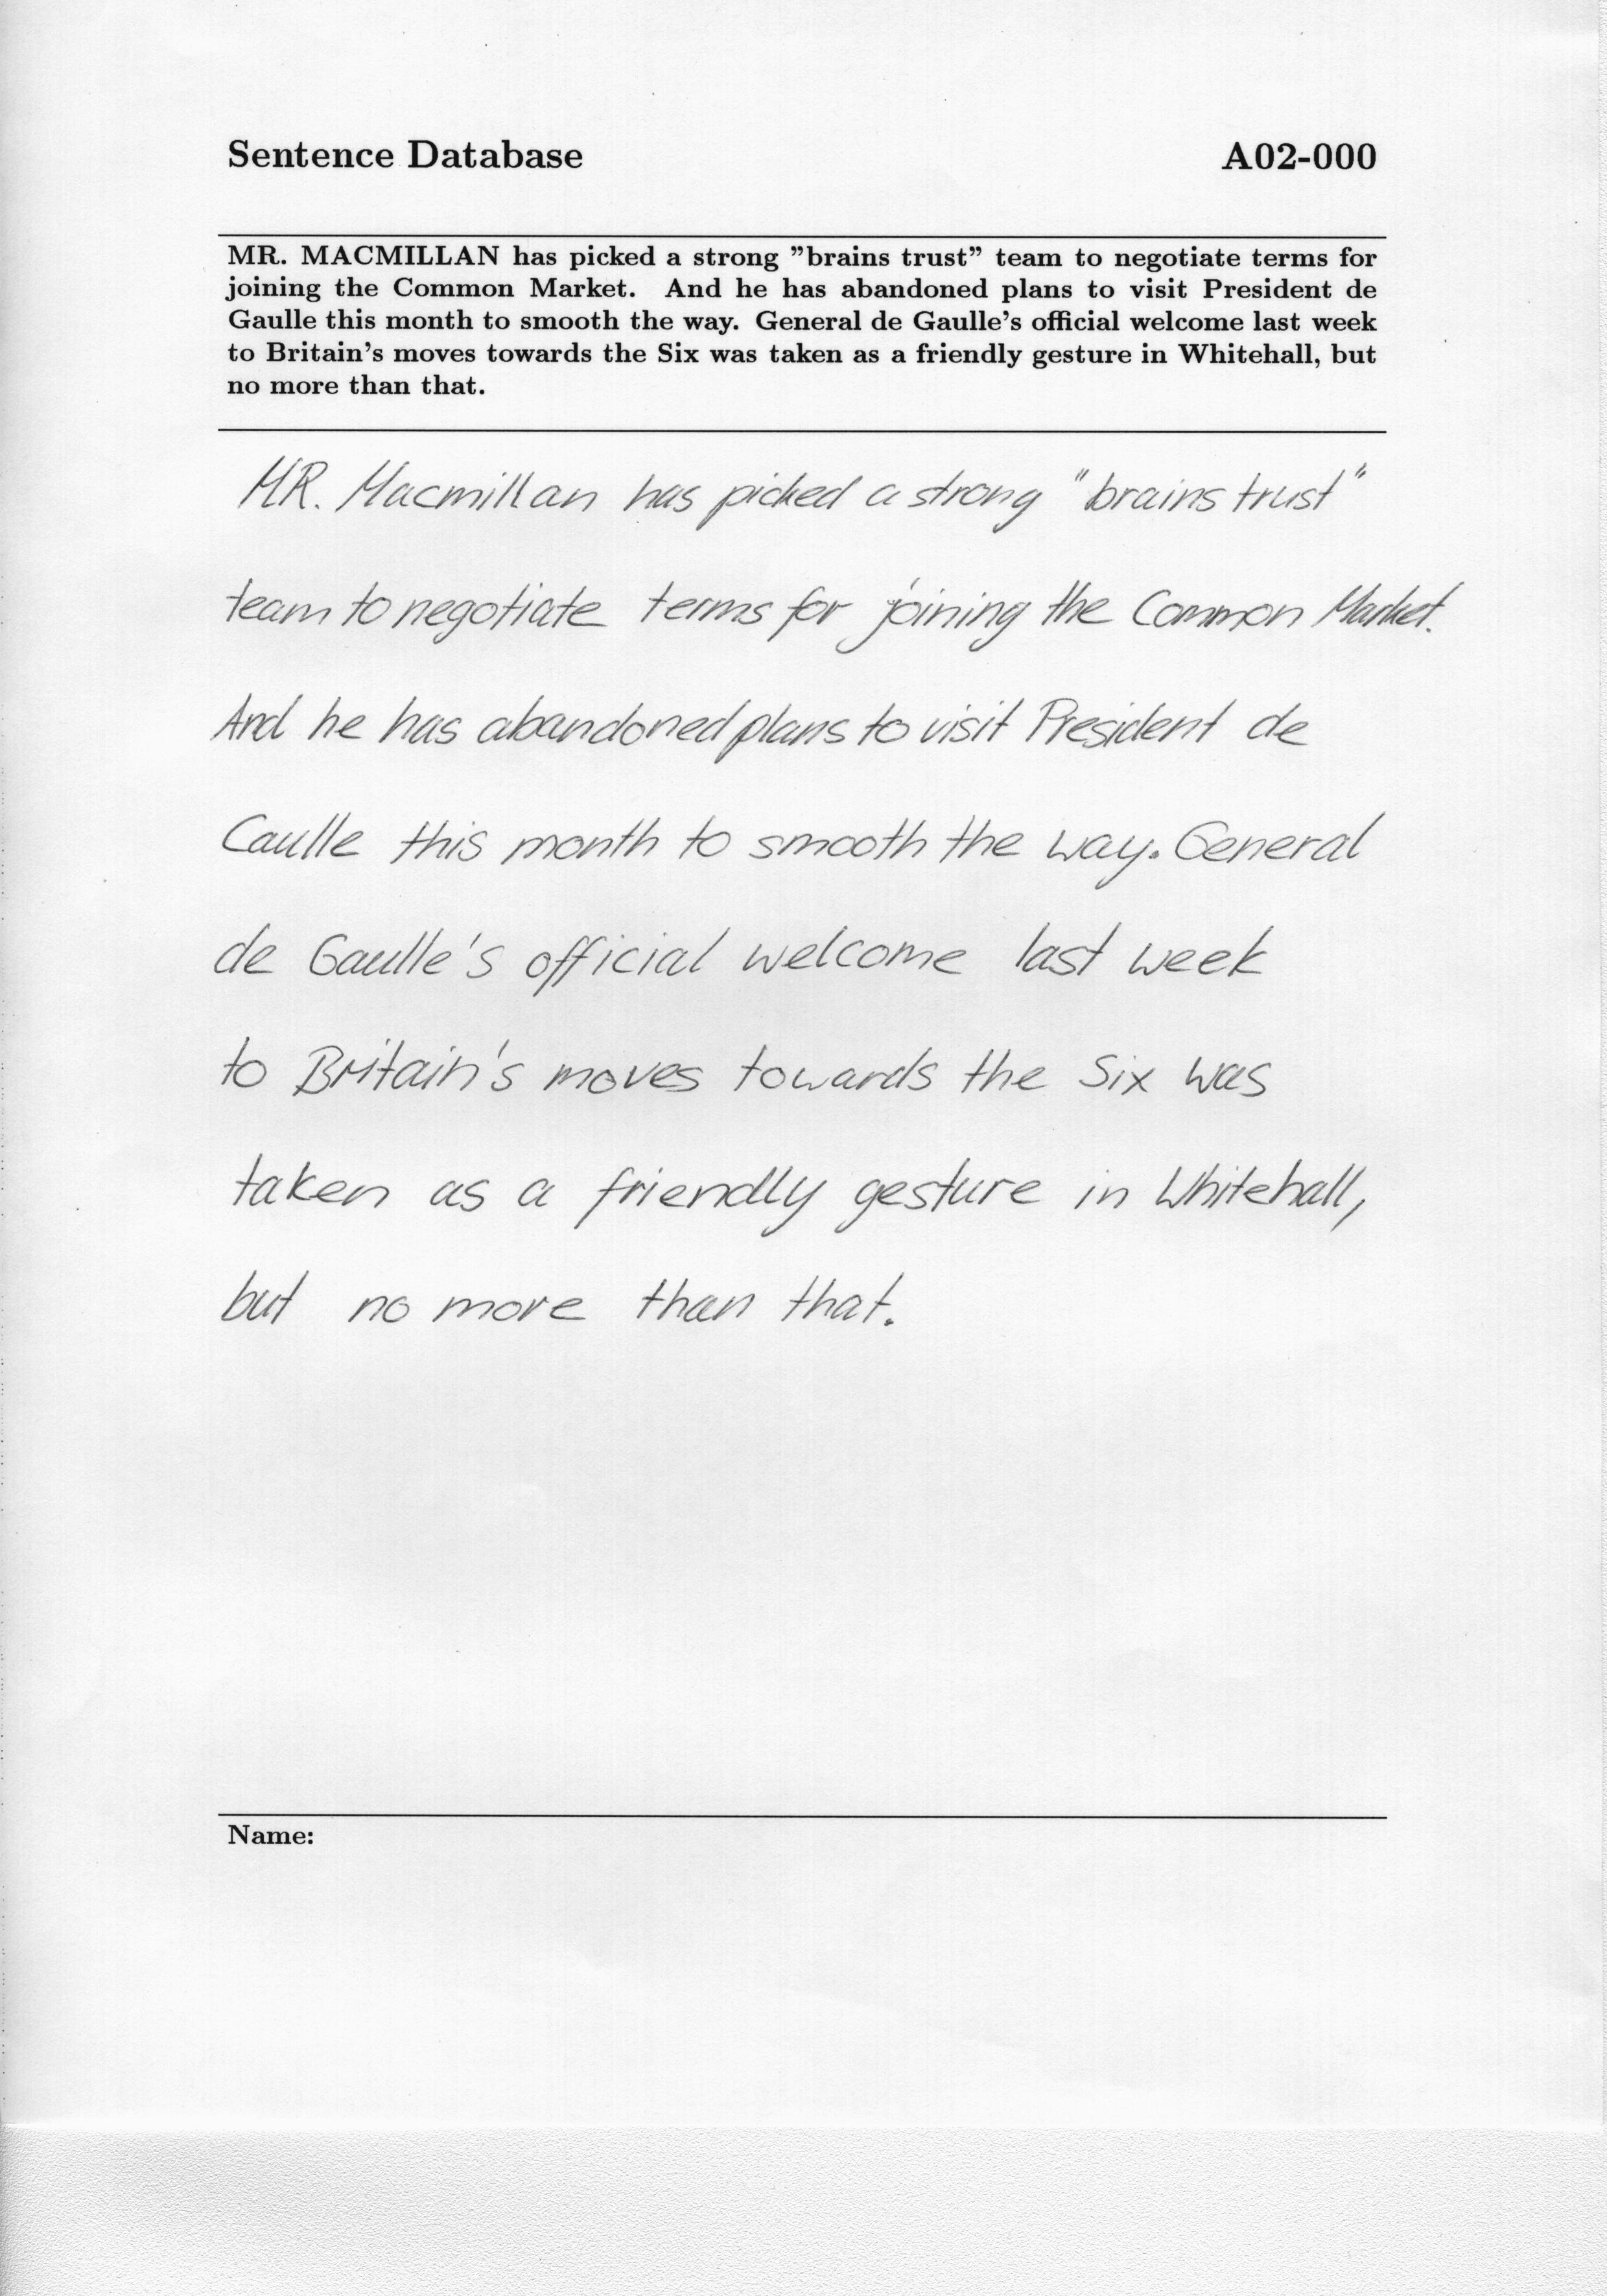 Sentence Database A02-000
MR. MACMILLAN has picked a strong ”brains trust” team to negotiate terms for
joining the Common Market. And he has abandoned plans to visit President de
Gaulle this month to smooth the way. General de Gaulle's official welcome last week
to Britain's moves towards the Six was taken as a friendly gesture in Whitehall, but
no more than that.
MR. Macmillan has picked a strong "brains trust"
team to negotiate terms for joining the Common Market.
And he has abandoned plans to visit President de
Caulle this month to smooth the way. General
de Gaulle's official welcome last week
to Britain's moves towards the Six was
taken as a friendly gesture in Whitehall,
but no more than that.
Name: